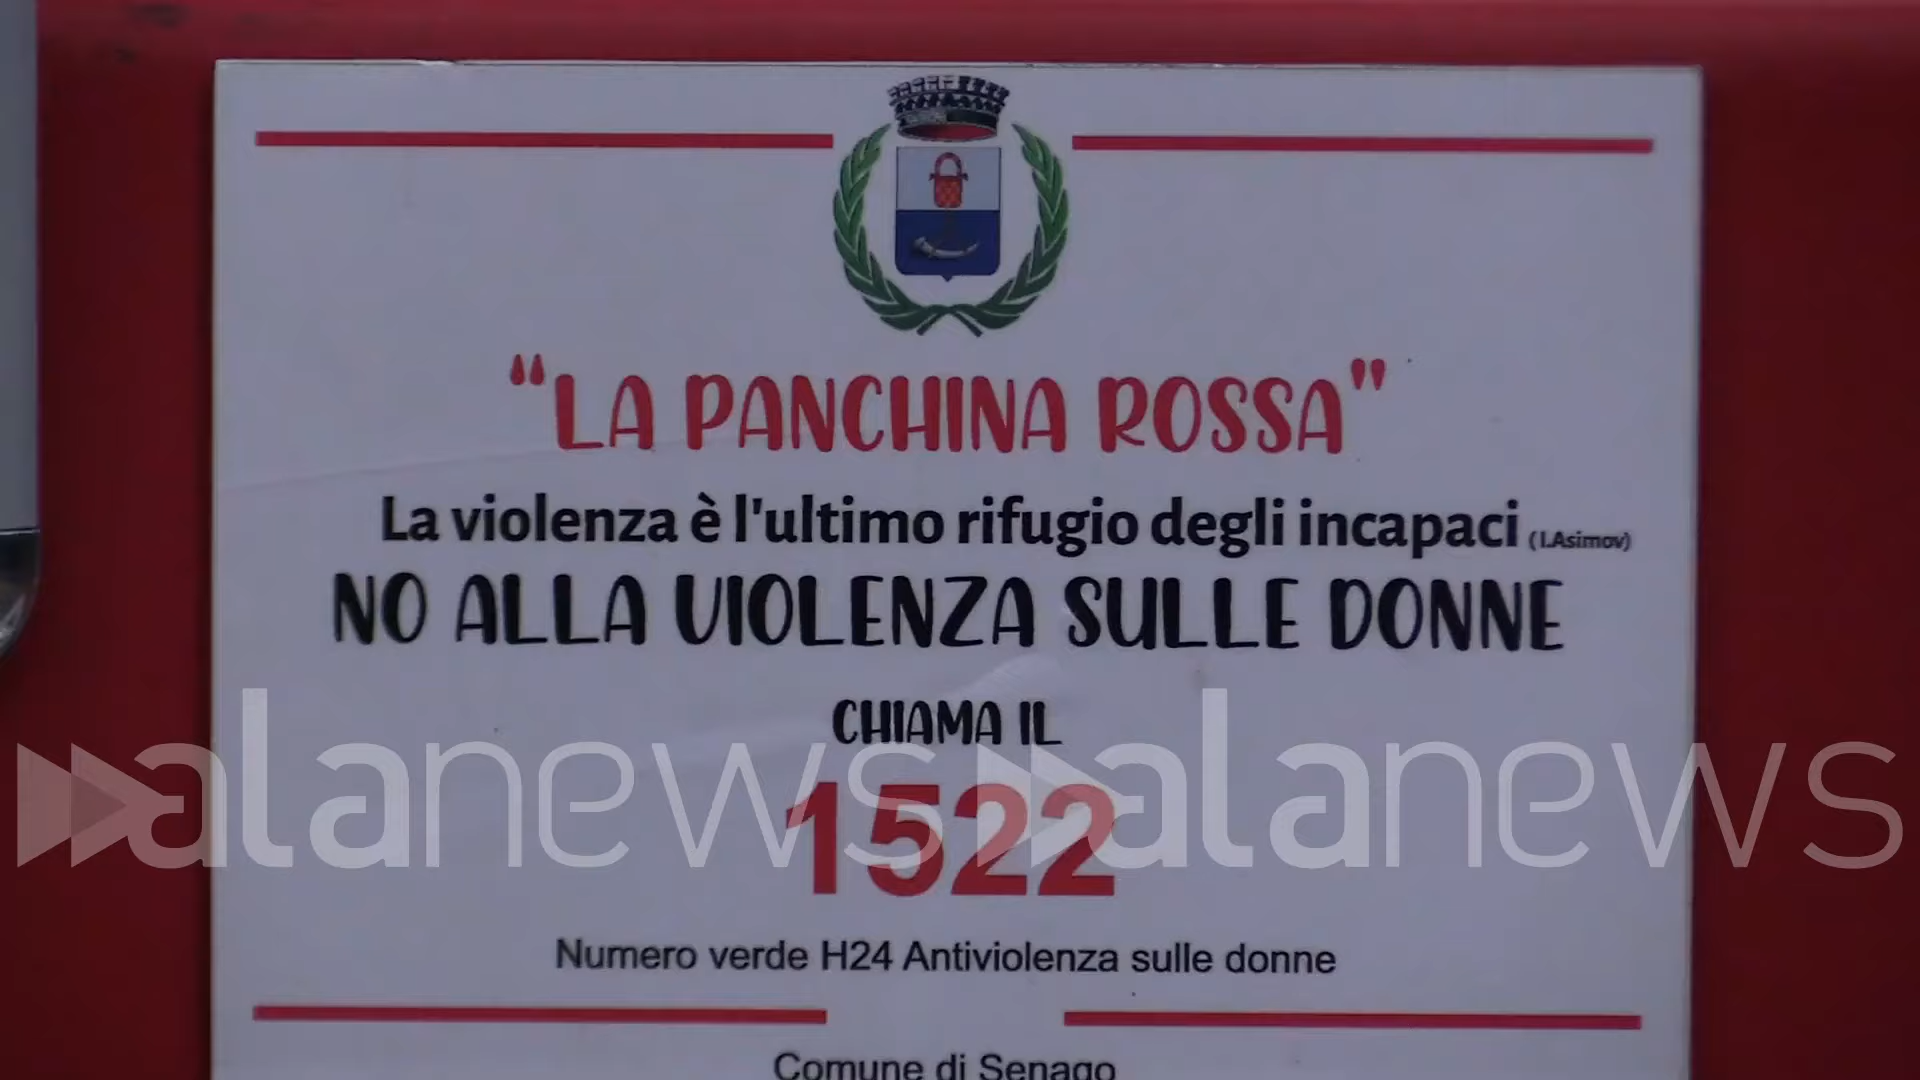 “LA PANCHINA ROSSA”
La violenza è l'ultimo rifugio degli incapaci (I.Asimov)
NO ALLA VIOLENZA SULLE DONNE
CHIAMA IL
alanews alanews
1522
Numero verde H24 Antiviolenza sulle donne
Comune di Senago